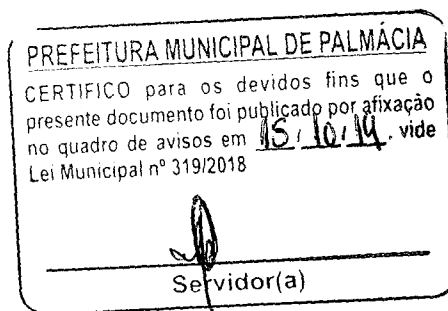 PREFEITURA MUNICIPAL DE PALMÁCIA
CERTIFICO para os devidos fins que o
presente documento foi publicado por afixação
no quadro de avisos em 15/10/19. vide
Lei Municipal nº 319/2018
Servidor(a)